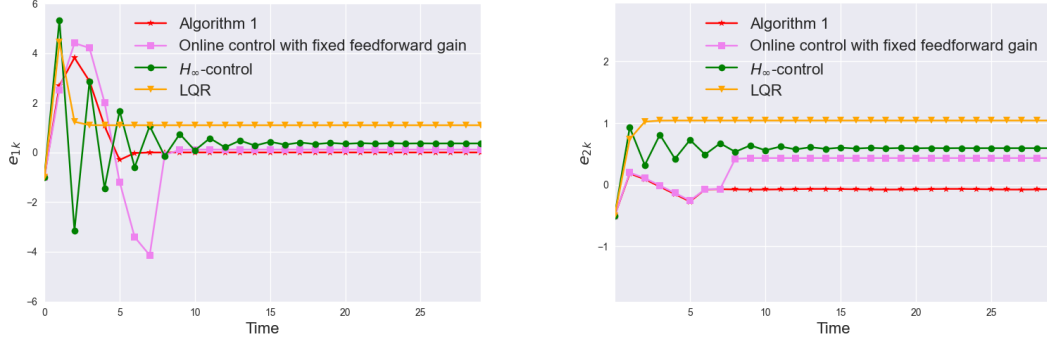 6
4
2
0
−2
−4
−6
e1k
0
5
10
15
20
25
Time
Algorithm 1
Online control with fixed feedforward gain
H∞-control
LQR
2
1
0
−1
e2k
5
10
15
20
25
Time
Algorithm 1
Online control with fixed feedforward gain
H∞-control
LQR